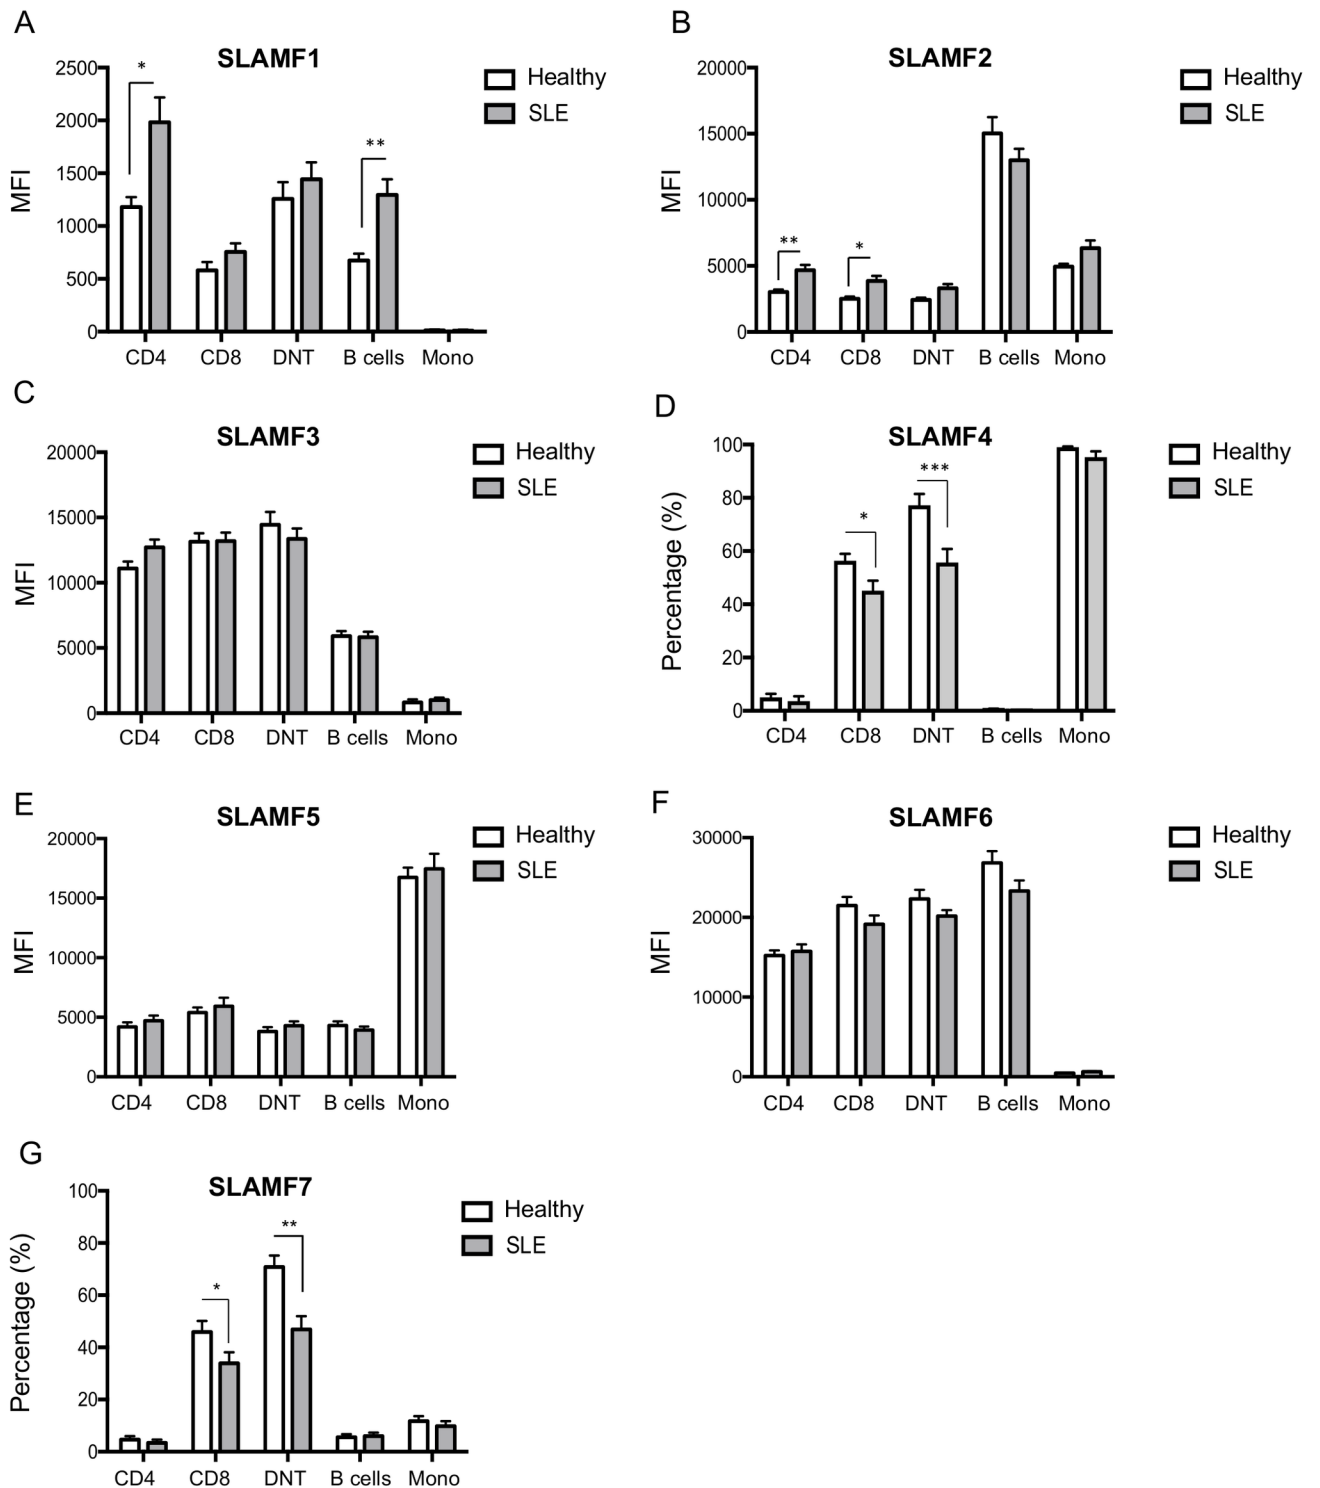 A
SLAMF1
MFI
2500
2000
1500
1000
500
0
*
**
CD4 CD8 DNT B cells Mono
Healthy
SLE
B
SLAMF2
MFI
20000
15000
10000
5000
0
**
*
CD4 CD8 DNT B cells Mono
Healthy
SLE
C
SLAMF3
MFI
20000
15000
10000
5000
0
CD4 CD8 DNT B cells Mono
Healthy
SLE
D
SLAMF4
Percentage (%)
100
80
60
40
20
0
*
***
CD4 CD8 DNT B cells Mono
Healthy
SLE
E
SLAMF5
MFI
20000
15000
10000
5000
0
CD4 CD8 DNT B cells Mono
Healthy
SLE
F
SLAMF6
MFI
30000
20000
10000
0
CD4 CD8 DNT B cells Mono
Healthy
SLE
G
SLAMF7
Percentage (%)
100
80
60
40
20
0
*
**
CD4 CD8 DNT B cells Mono
Healthy
SLE